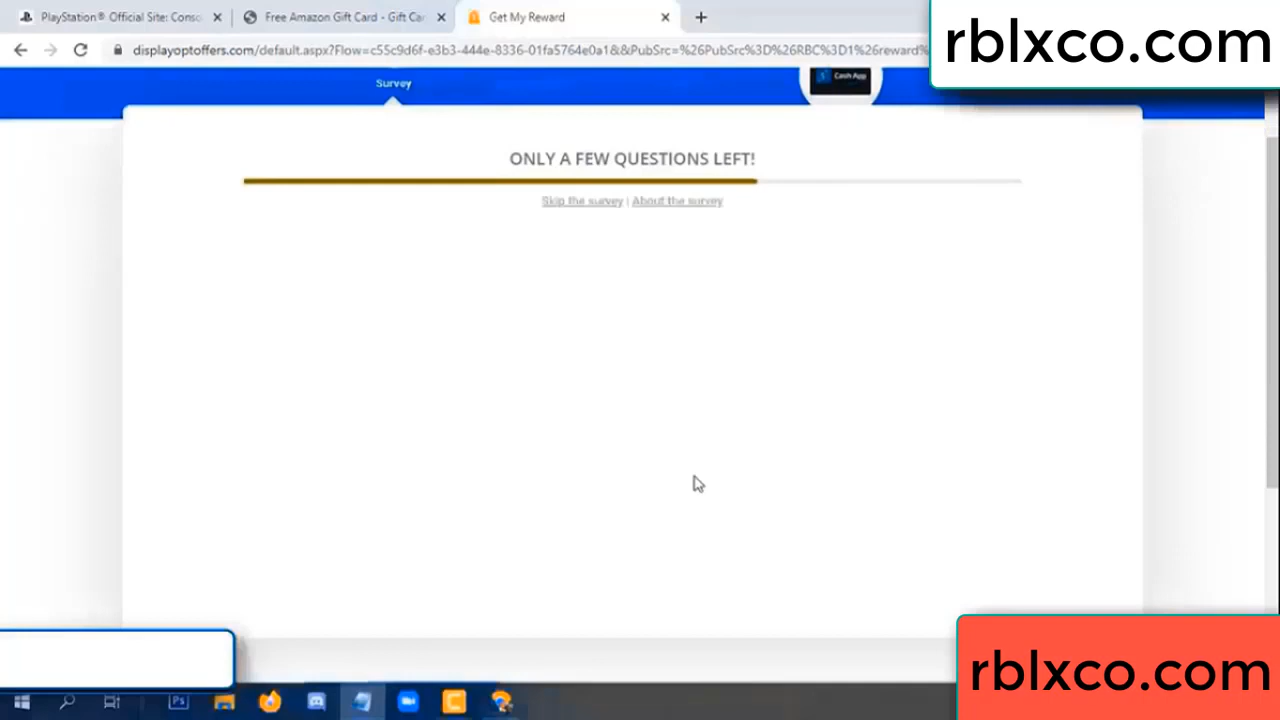 PlayStation® Official Site: Conso
Free Amazon Gift Card - Gift Car
Get My Reward
displayoptoffers.com/default.aspx?Flow=c55c9d6f-e3b3-444e-8336-01fa5764e0a1&&PubSrc=%26PubSrc%3D%26RBC%3D1%26reward%
rblxco.com
Survey
Cash App
ONLY A FEW QUESTIONS LEFT!
Skip the survey | About the survey
rblxco.com
Ps